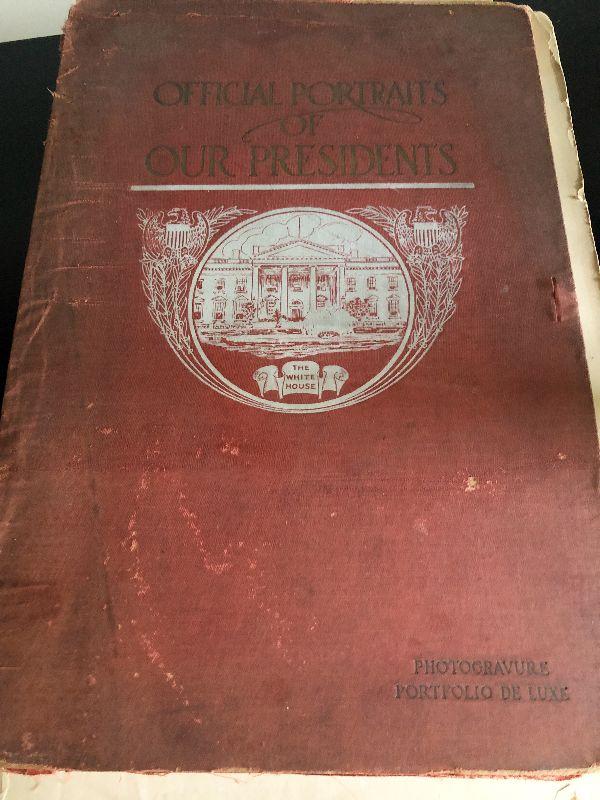 OFFICIAL PORTRAITS
OF
OUR PRESIDENTS
THE
WHITE
HOUSE
PHOTOGRAVURE
PORTFOLIO DE LUXE